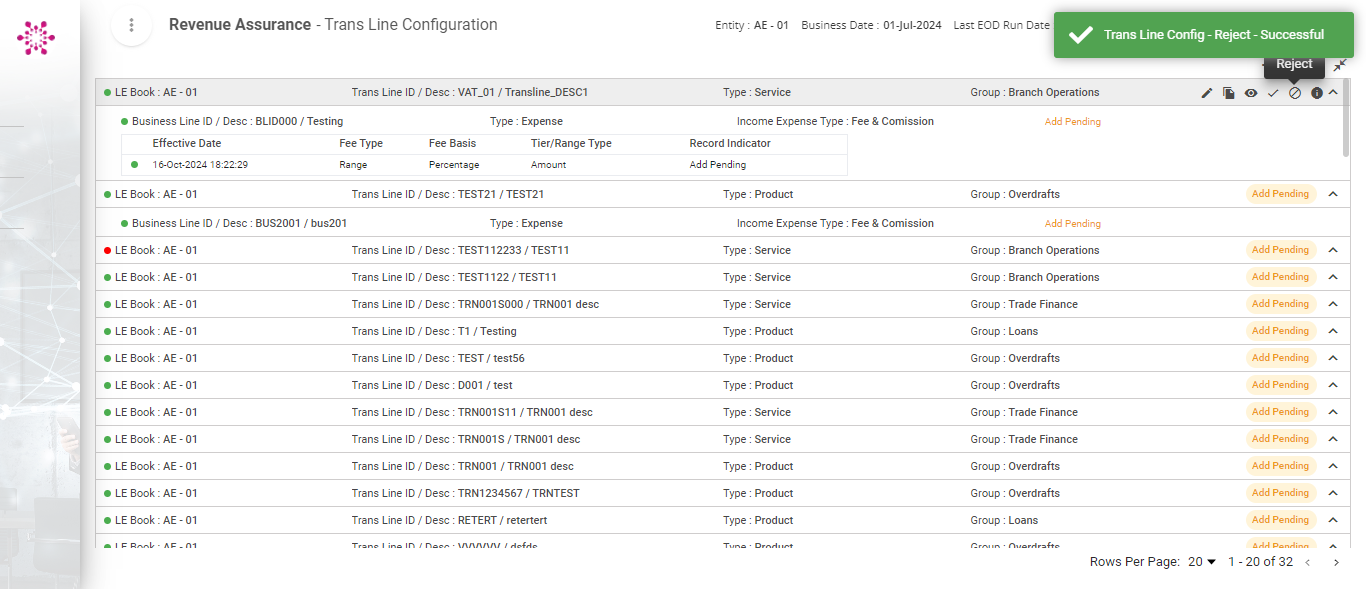 Revenue Assurance - Trans Line Configuration
Entity : AE - 01 Business Date : 01-Jul-2024 Last EOD Run Date
Trans Line Config - Reject - Successful
Reject
LE Book : AE - 01 Trans Line ID / Desc : VAT_01 / Transline_DESC1 Type : Service Group : Branch Operations
Business Line ID / Desc : BLID000 / Testing Type : Expense Income Expense Type : Fee & Comission Add Pending
Effective Date Fee Type Fee Basis Tier/Range Type Record Indicator
16-Oct-2024 18:22:29 Range Percentage Amount Add Pending
LE Book : AE - 01 Trans Line ID / Desc : TEST21 / TEST21 Type : Product Group : Overdrafts Add Pending
Business Line ID / Desc : BUS2001 / bus201 Type : Expense Income Expense Type : Fee & Comission Add Pending
LE Book : AE - 01 Trans Line ID / Desc : TEST112233 / TEST11 Type : Service Group : Branch Operations Add Pending
LE Book : AE - 01 Trans Line ID / Desc : TEST1122 / TEST11 Type : Service Group : Branch Operations Add Pending
LE Book : AE - 01 Trans Line ID / Desc : TRN001S000 / TRN001 desc Type : Service Group : Trade Finance Add Pending
LE Book : AE - 01 Trans Line ID / Desc : T1 / Testing Type : Product Group : Loans Add Pending
LE Book : AE - 01 Trans Line ID / Desc : TEST / test56 Type : Product Group : Overdrafts Add Pending
LE Book : AE - 01 Trans Line ID / Desc : D001 / test Type : Product Group : Overdrafts Add Pending
LE Book : AE - 01 Trans Line ID / Desc : TRN001S11 / TRN001 desc Type : Service Group : Trade Finance Add Pending
LE Book : AE - 01 Trans Line ID / Desc : TRN001S / TRN001 desc Type : Service Group : Trade Finance Add Pending
LE Book : AE - 01 Trans Line ID / Desc : TRN001 / TRN001 desc Type : Product Group : Overdrafts Add Pending
LE Book : AE - 01 Trans Line ID / Desc : TRN1234567 / TRNTEST Type : Product Group : Overdrafts Add Pending
LE Book : AE - 01 Trans Line ID / Desc : RETERT / retertert Type : Product Group : Loans Add Pending
LE Book : AE - 01 Trans Line ID / Desc : VVVVVV / dsfds Type : Product Group : Overdrafts Add Pending
Rows Per Page: 20 1 - 20 of 32